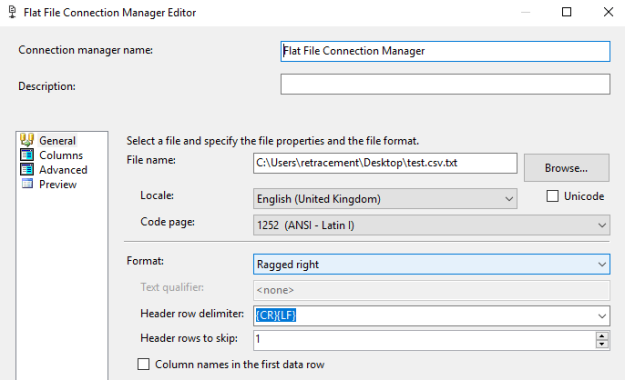 Flat File Connection Manager Editor
Connection manager name: Flat File Connection Manager
Description:
General
Columns
Advanced
Preview
Select a file and specify the file properties and the file format.
File name: C:\Users\retracement\Desktop\test.csv.txt Browse...
Locale: English (United Kingdom) Unicode
Code page: 1252 (ANSI - Latin I)
Format: Ragged right
Text qualifier: <none>
Header row delimiter: {CR}{LF}
Header rows to skip: 1
Column names in the first data row